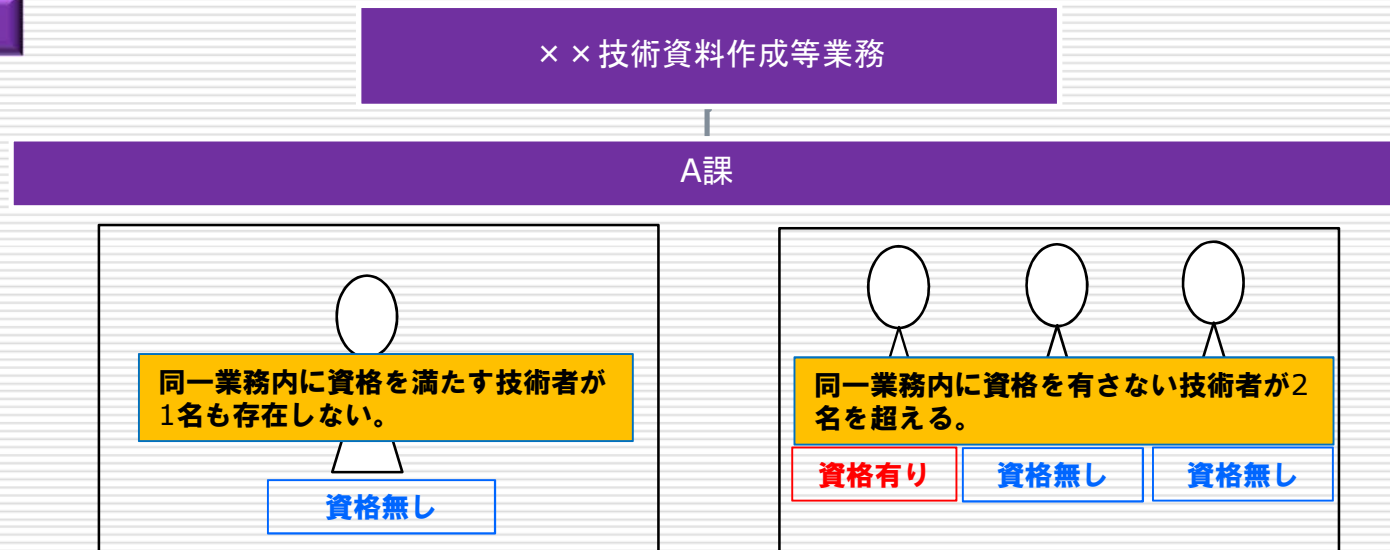 ××技術資料作成等業務
A課
同一業務内に資格を満たす技術者が
1名も存在しない。
資格無し
同一業務内に資格を有さない技術者が2
名を超える。
資格有り
資格無し
資格無し